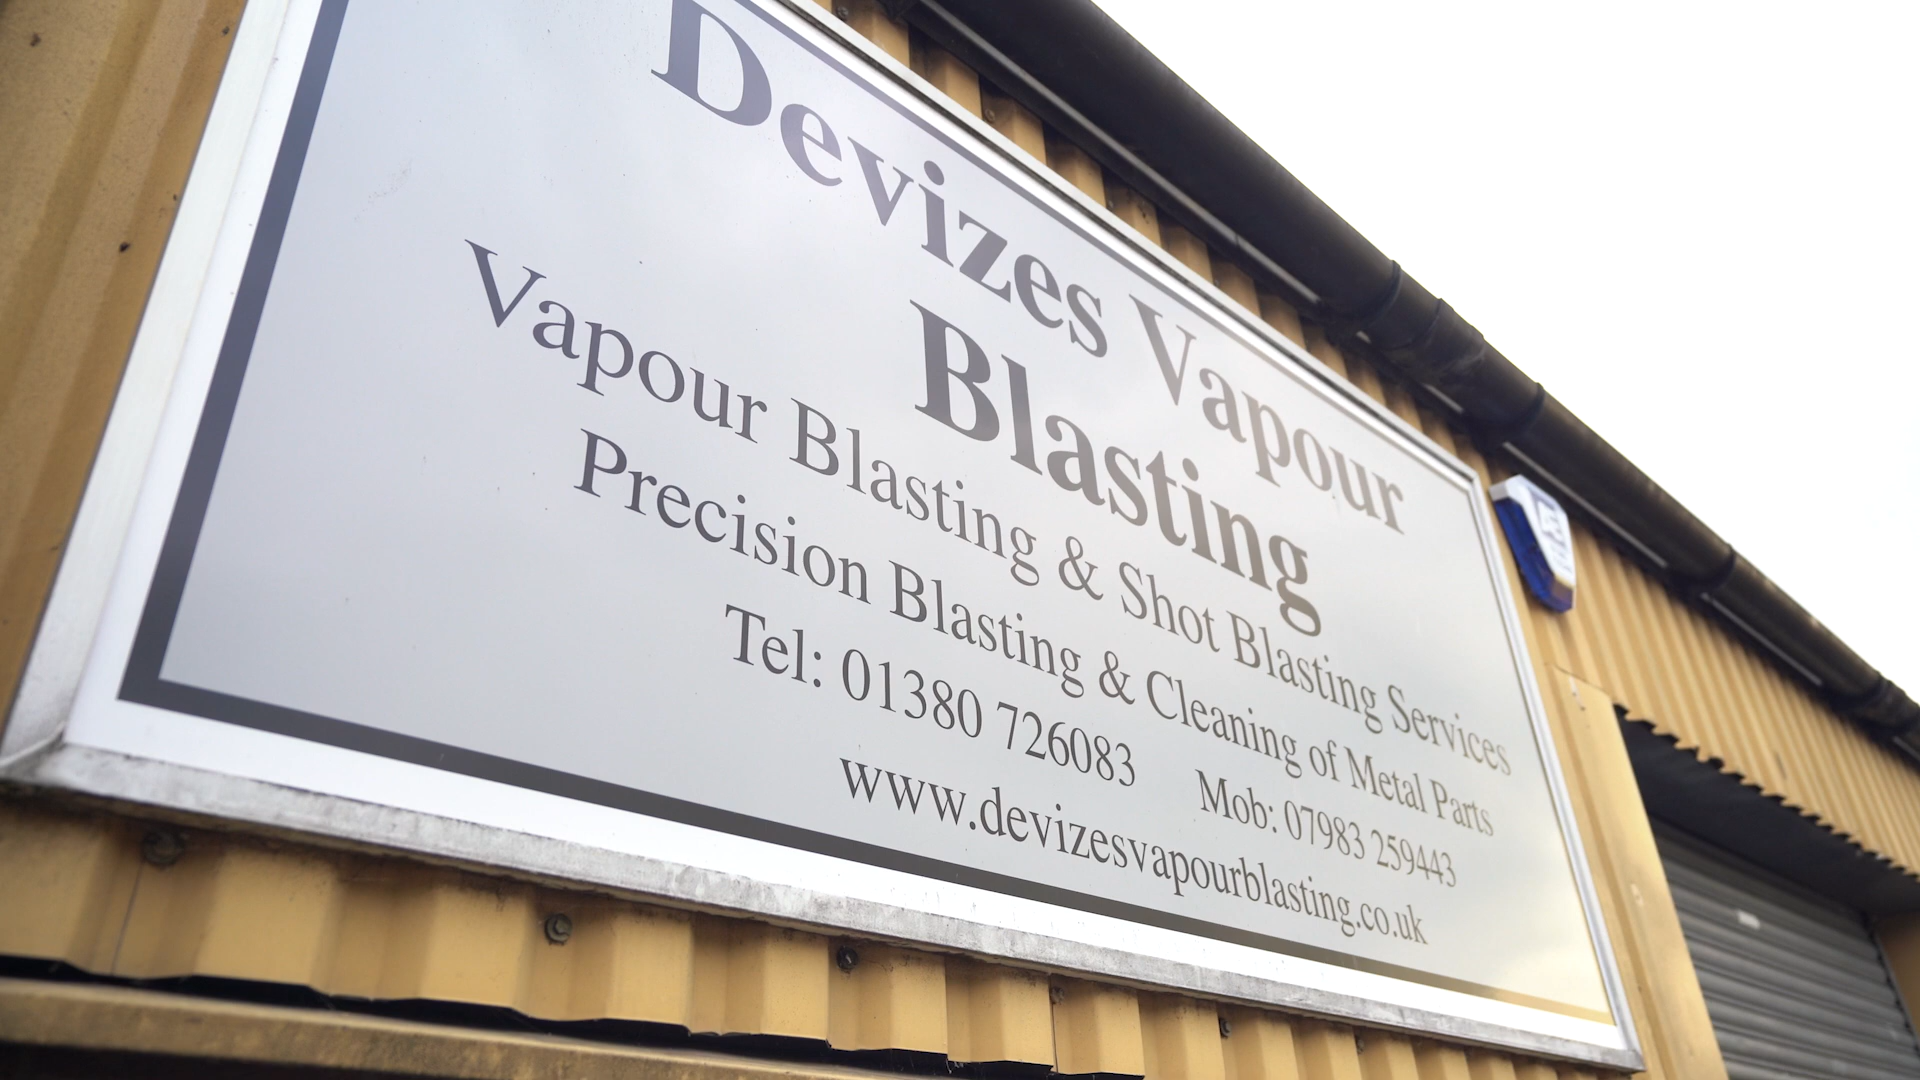 Devizes Vapour
Blasting
Vapour Blasting & Shot Blasting Services
Precision Blasting & Cleaning of Metal Parts
Tel: 01380 726083 Mob: 07983 259443
www.devizesvapourblasting.co.uk